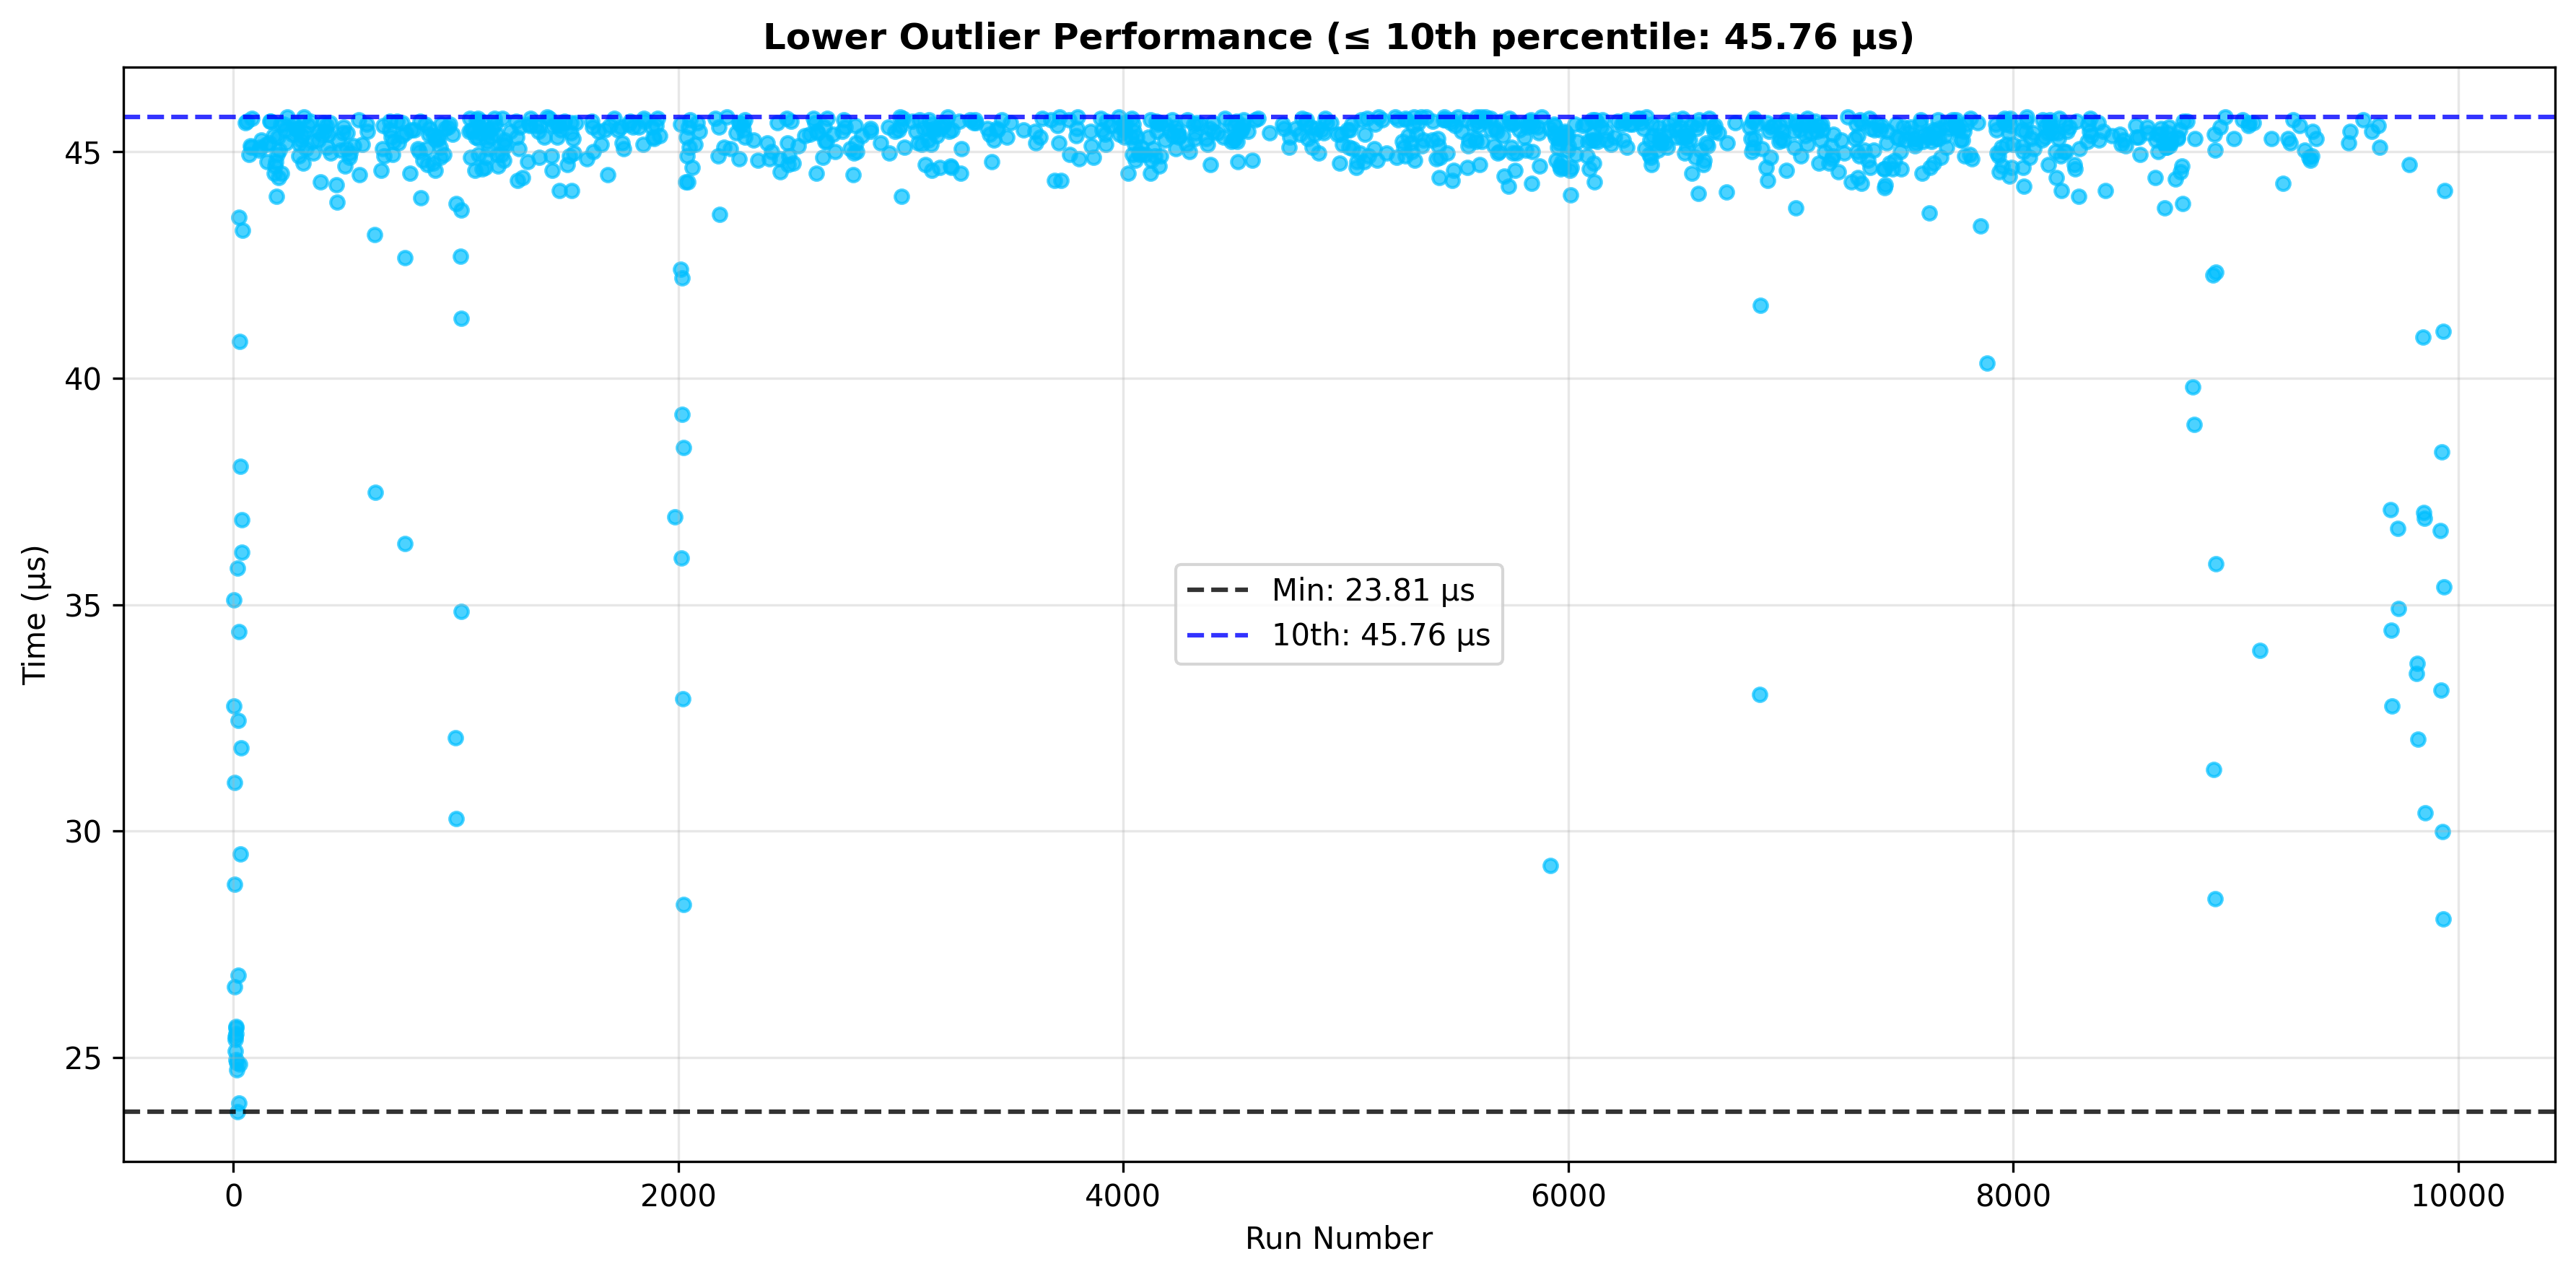 Lower Outlier Performance (≤ 10th percentile: 45.76 µs)
Time (µs)
45
40
35
30
25
Min: 23.81 µs
10th: 45.76 µs
0
2000
4000
6000
8000
10000
Run Number